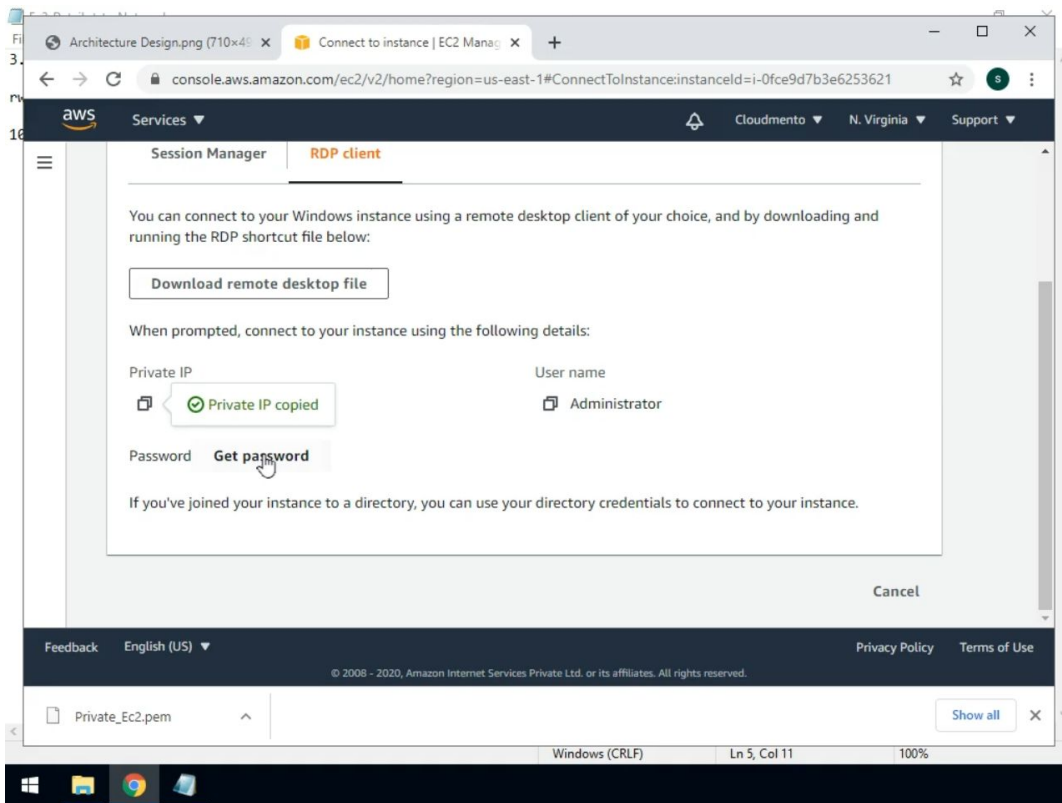 Architecture Design.png (710×49
Connect to instance | EC2 Manag
Fi
3.
console.aws.amazon.com/ec2/v2/home?region=us-east-1#ConnectToInstance:instanceId=i-0fce9d7b3e6253621
S
rw
10
aws
Services
Cloudmento
N. Virginia
Support
Session Manager
RDP client
You can connect to your Windows instance using a remote desktop client of your choice, and by downloading and
running the RDP shortcut file below:
Download remote desktop file
When prompted, connect to your instance using the following details:
Private IP
User name
Private IP copied
Administrator
Password
Get password
If you've joined your instance to a directory, you can use your directory credentials to connect to your instance.
Cancel
Feedback
English (US)
Privacy Policy
Terms of Use
© 2008 - 2020, Amazon Internet Services Private Ltd. or its affiliates. All rights reserved.
Private_Ec2.pem
Show all
Windows (CRLF)
Ln 5, Col 11
100%